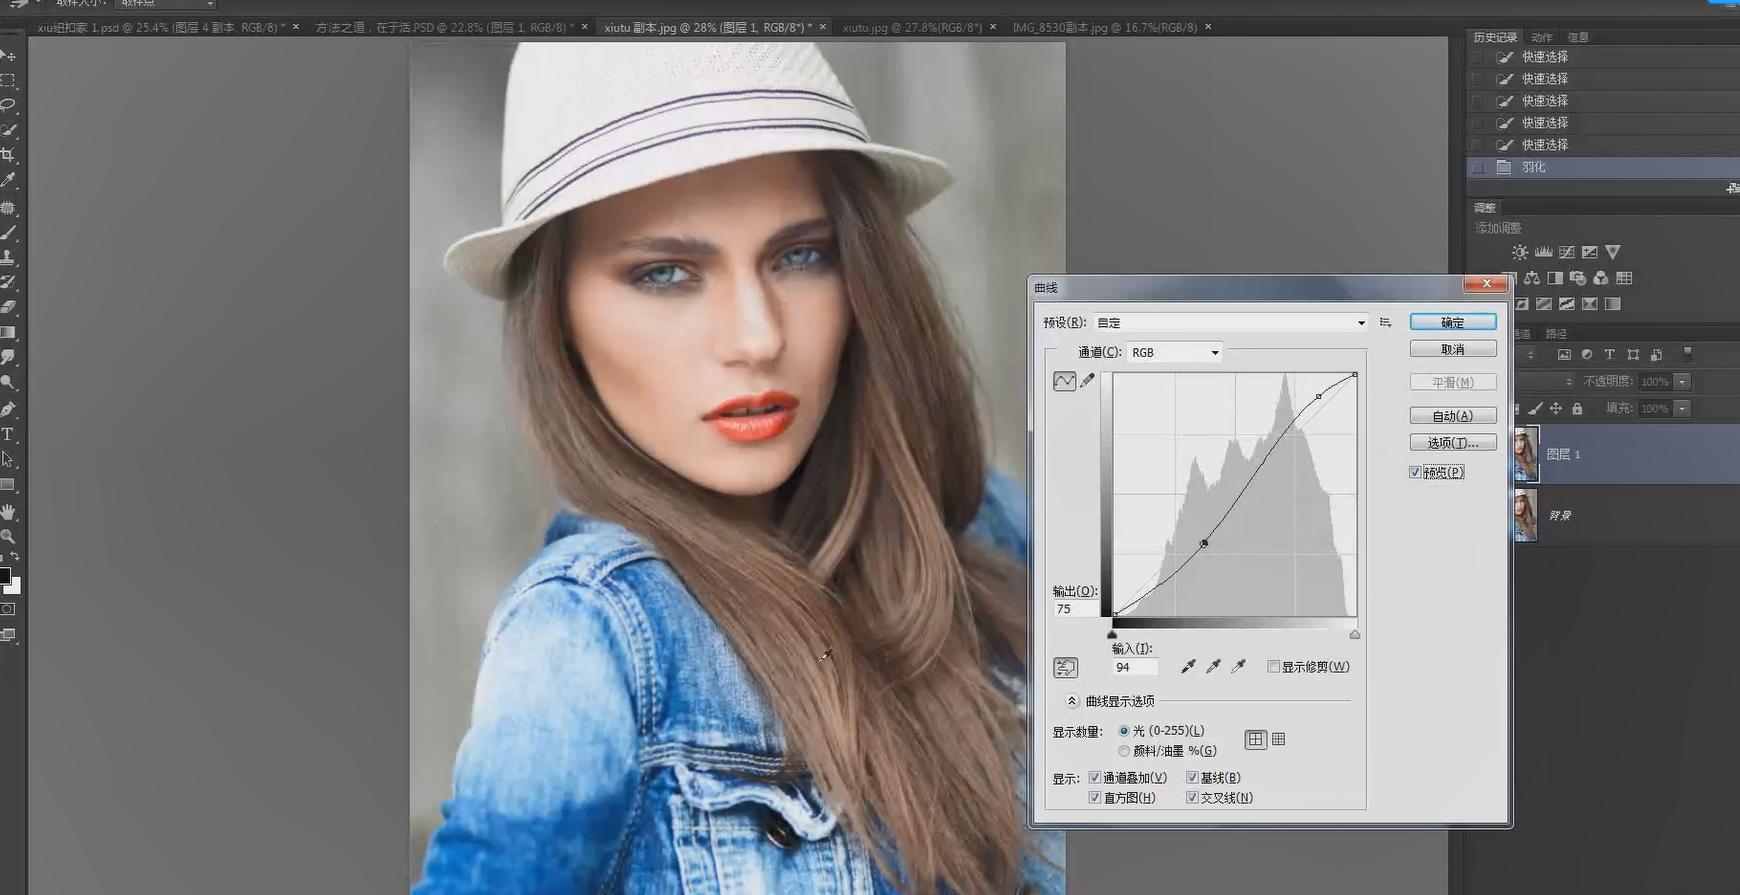 取样大小： 取样点
xiu纽扣家 1.psd @ 25.4% (图层 4 副本, RGB/8) * ×
方法之道，在于活.PSD @ 22.8% (图层 1, RGB/8) * ×
xiutu 副本.jpg @ 28% (图层 1, RGB/8*) * ×
xiutu.jpg @ 27.8%(RGB/8*) ×
IMG_8530副本.jpg @ 16.7%(RGB/8) ×
历史记录 动作 信息
快速选择
快速选择
快速选择
快速选择
快速选择
羽化
调整
添加调整
曲线
预设(R): 自定
确定
通道(C): RGB
取消
平滑(M)
自动(A)
选项(T)...
预览(P)
输出(O):
75
输入(I):
94
显示修剪(W)
曲线显示选项
显示数量: 光 (0-255)(L)
颜料/油墨 %(G)
显示: 通道叠加(V) 基线(B)
直方图(H) 交叉线(N)
通道 路径
不透明度: 100%
填充: 100%
图层 1
背景